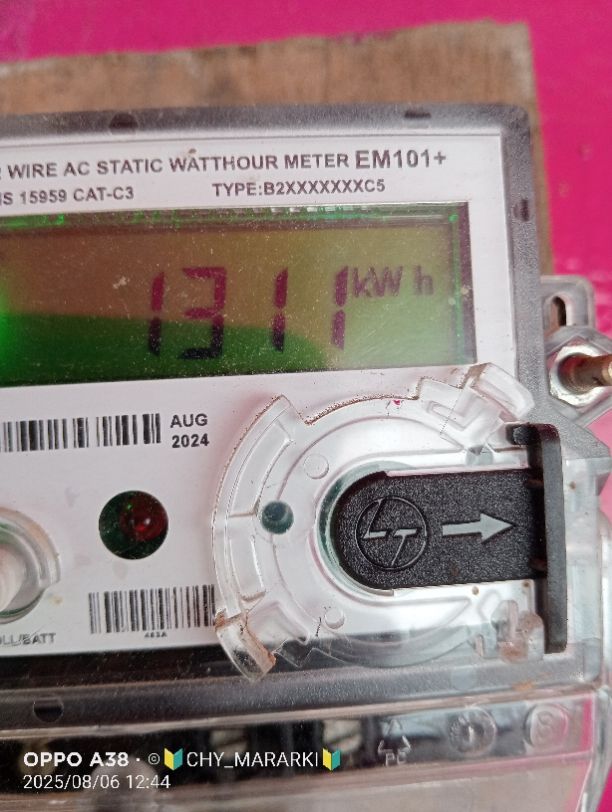 WIRE AC STATIC WATTHOUR METER EM101+
IS 15959 CAT-C3 TYPE:B2XXXXXXXC5
1311 kWh
AUG
2024
LT
OPPO A38 · ©🔰CHY_MARARKI🔰
2025/08/06 12:44